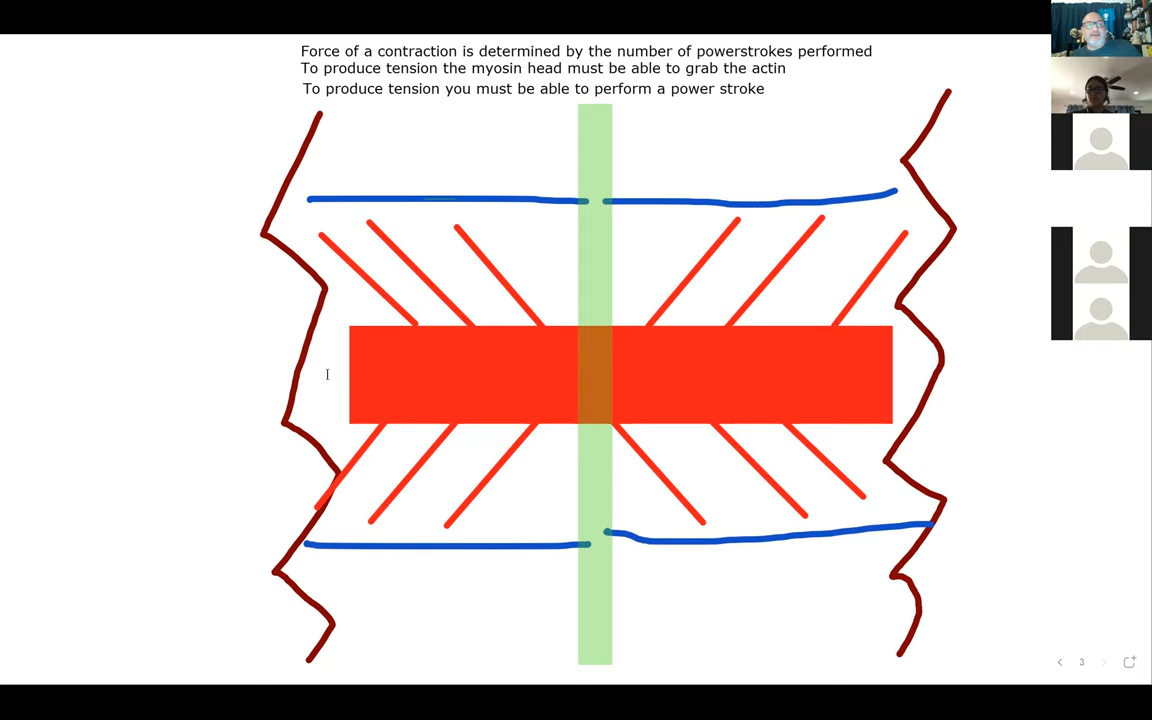 Force of a contraction is determined by the number of powerstrokes performed
To produce tension the myosin head must be able to grab the actin
To produce tension you must be able to perform a power stroke
3